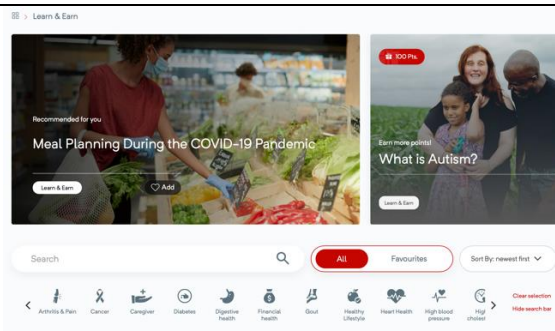 > Learn & Earn
100 Pts.
Recommended for you
Meal Planning During the COVID-19 Pandemic
Learn & Earn
Add
Earn more points!
What is Autism?
Learn & Earn
Search
All
Favourites
Sort By: newest first
Arthritis & Pain
Cancer
Caregiver
Diabetes
Digestive
health
Financial
health
Gout
Healthy
Lifestyle
Heart Health
High blood
pressure
High
Clear selection
Hide search bar